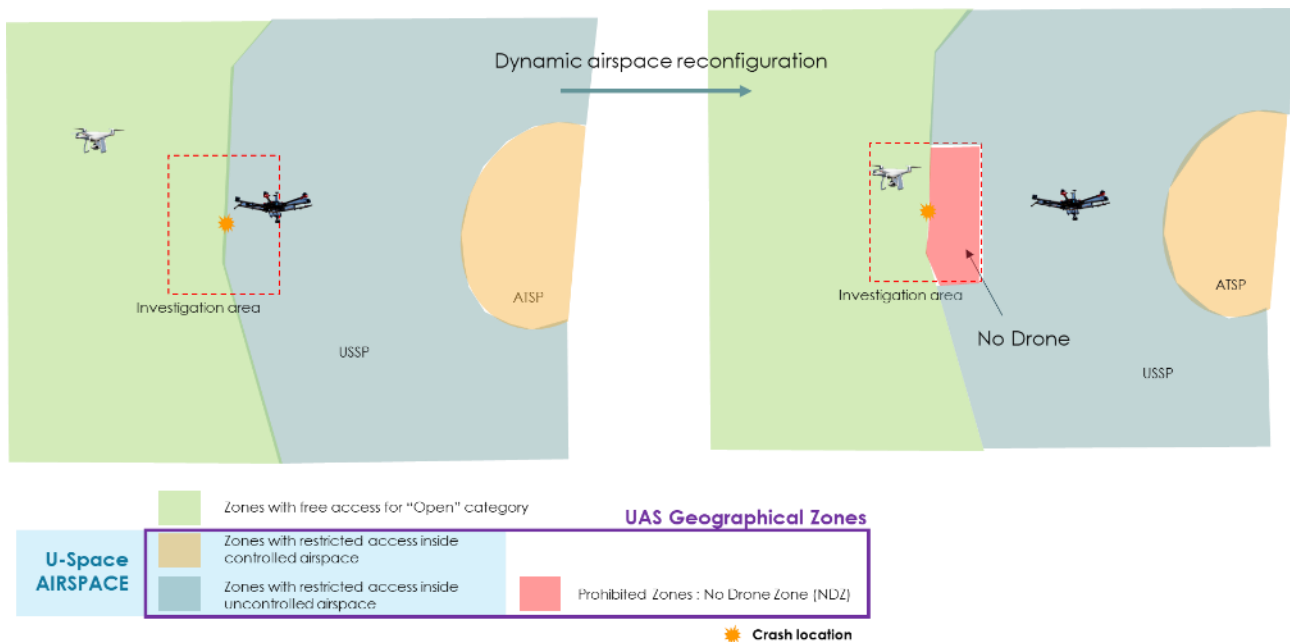 Dynamic airspace reconfiguration
Investigation area
ATSP
USSP
Investigation area
No Drone
ATSP
USSP
Zones with free access for “Open” category
UAS Geographical Zones
U-Space
AIRSPACE
Zones with restricted access inside
controlled airspace
Zones with restricted access inside
uncontrolled airspace
Prohibited Zones : No Drone Zone (NDZ)
Crash location